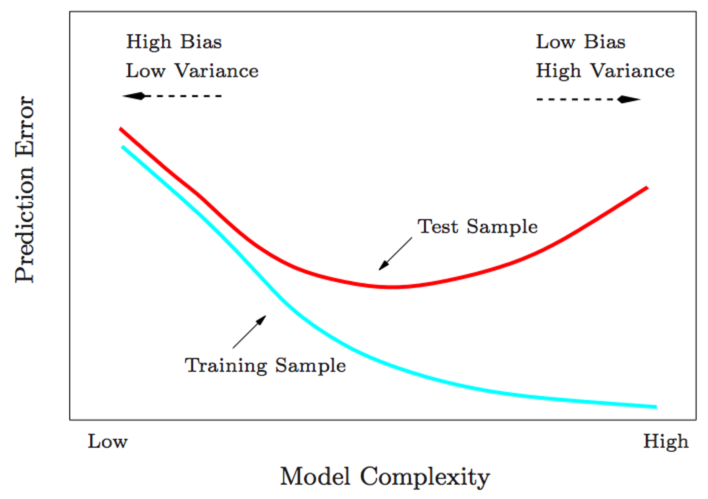 High Bias
Low Variance
Low Bias
High Variance
Prediction Error
Test Sample
Training Sample
Low
High
Model Complexity